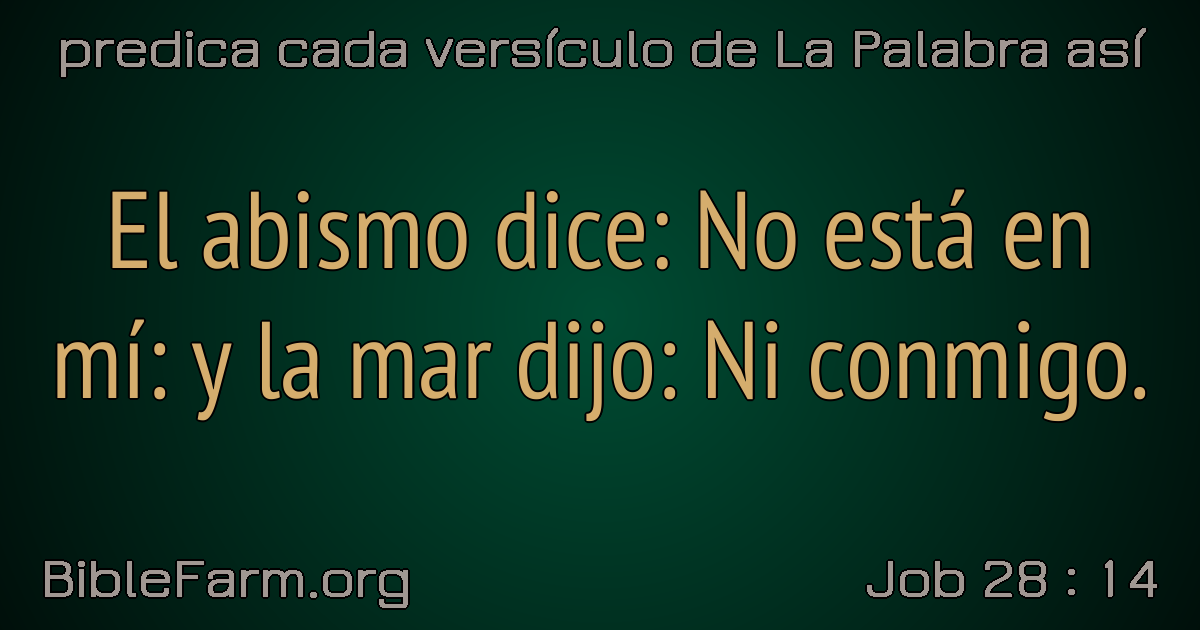 predica cada versículo de La Palabra así
El abismo dice: No está en
mí: y la mar dijo: Ni conmigo.
BibleFarm.org
Job 28 : 14